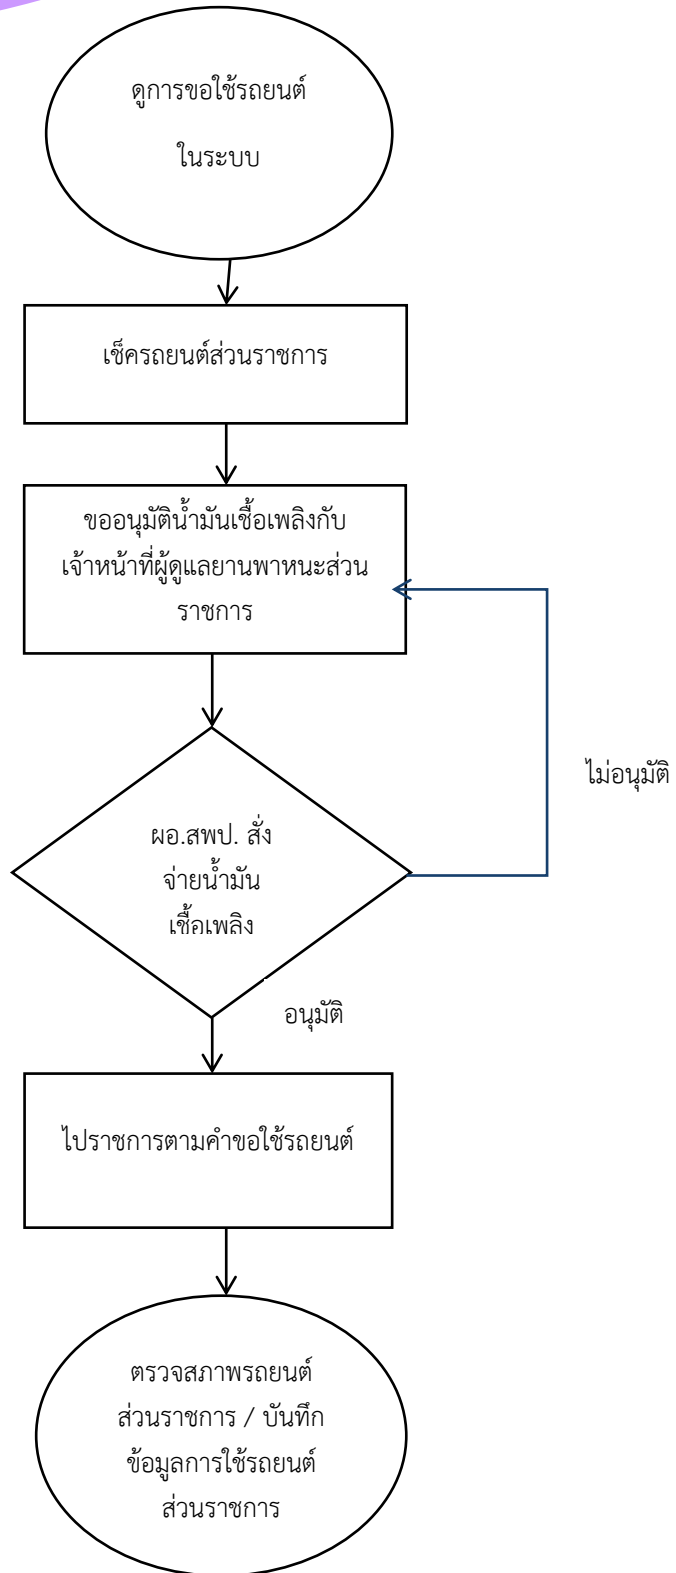 ดูการขอใช้รถยนต์
ในระบบ
เช็ครถยนต์ส่วนราชการ
ขออนุมัติน้ำมันเชื้อเพลิงกับ
เจ้าหน้าที่ผู้ดูแลยานพาหนะส่วน
ราชการ
ไม่อนุมัติ
ผอ.สพป. สั่ง
จ่ายน้ำมัน
เชื้อเพลิง
อนุมัติ
ไปราชการตามคำขอใช้รถยนต์
ตรวจสภาพรถยนต์
ส่วนราชการ / บันทึก
ข้อมูลการใช้รถยนต์
ส่วนราชการ